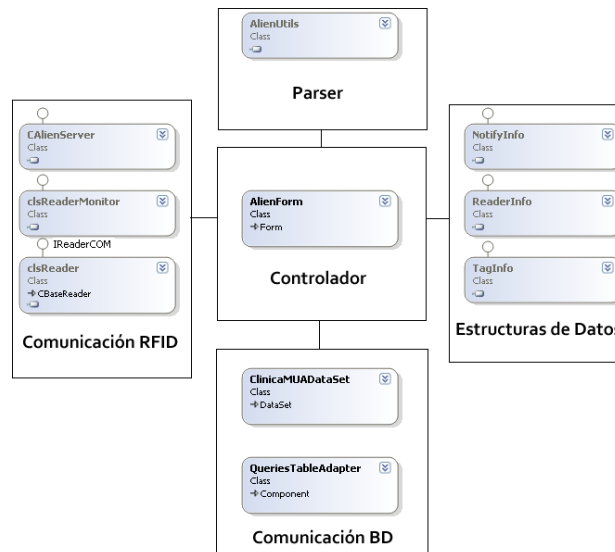 AlienUtils
Class
Parser
CAlienServer
Class
clsReaderMonitor
Class
IReaderCOM
clsReader
Class
CBaseReader
Comunicación RFID
AlienForm
Class
Form
Controlador
NotifyInfo
Class
ReaderInfo
Class
TagInfo
Class
Estructuras de Datos
ClinicaMUADataSet
Class
DataSet
QueriesTableAdapter
Class
Component
Comunicación BD